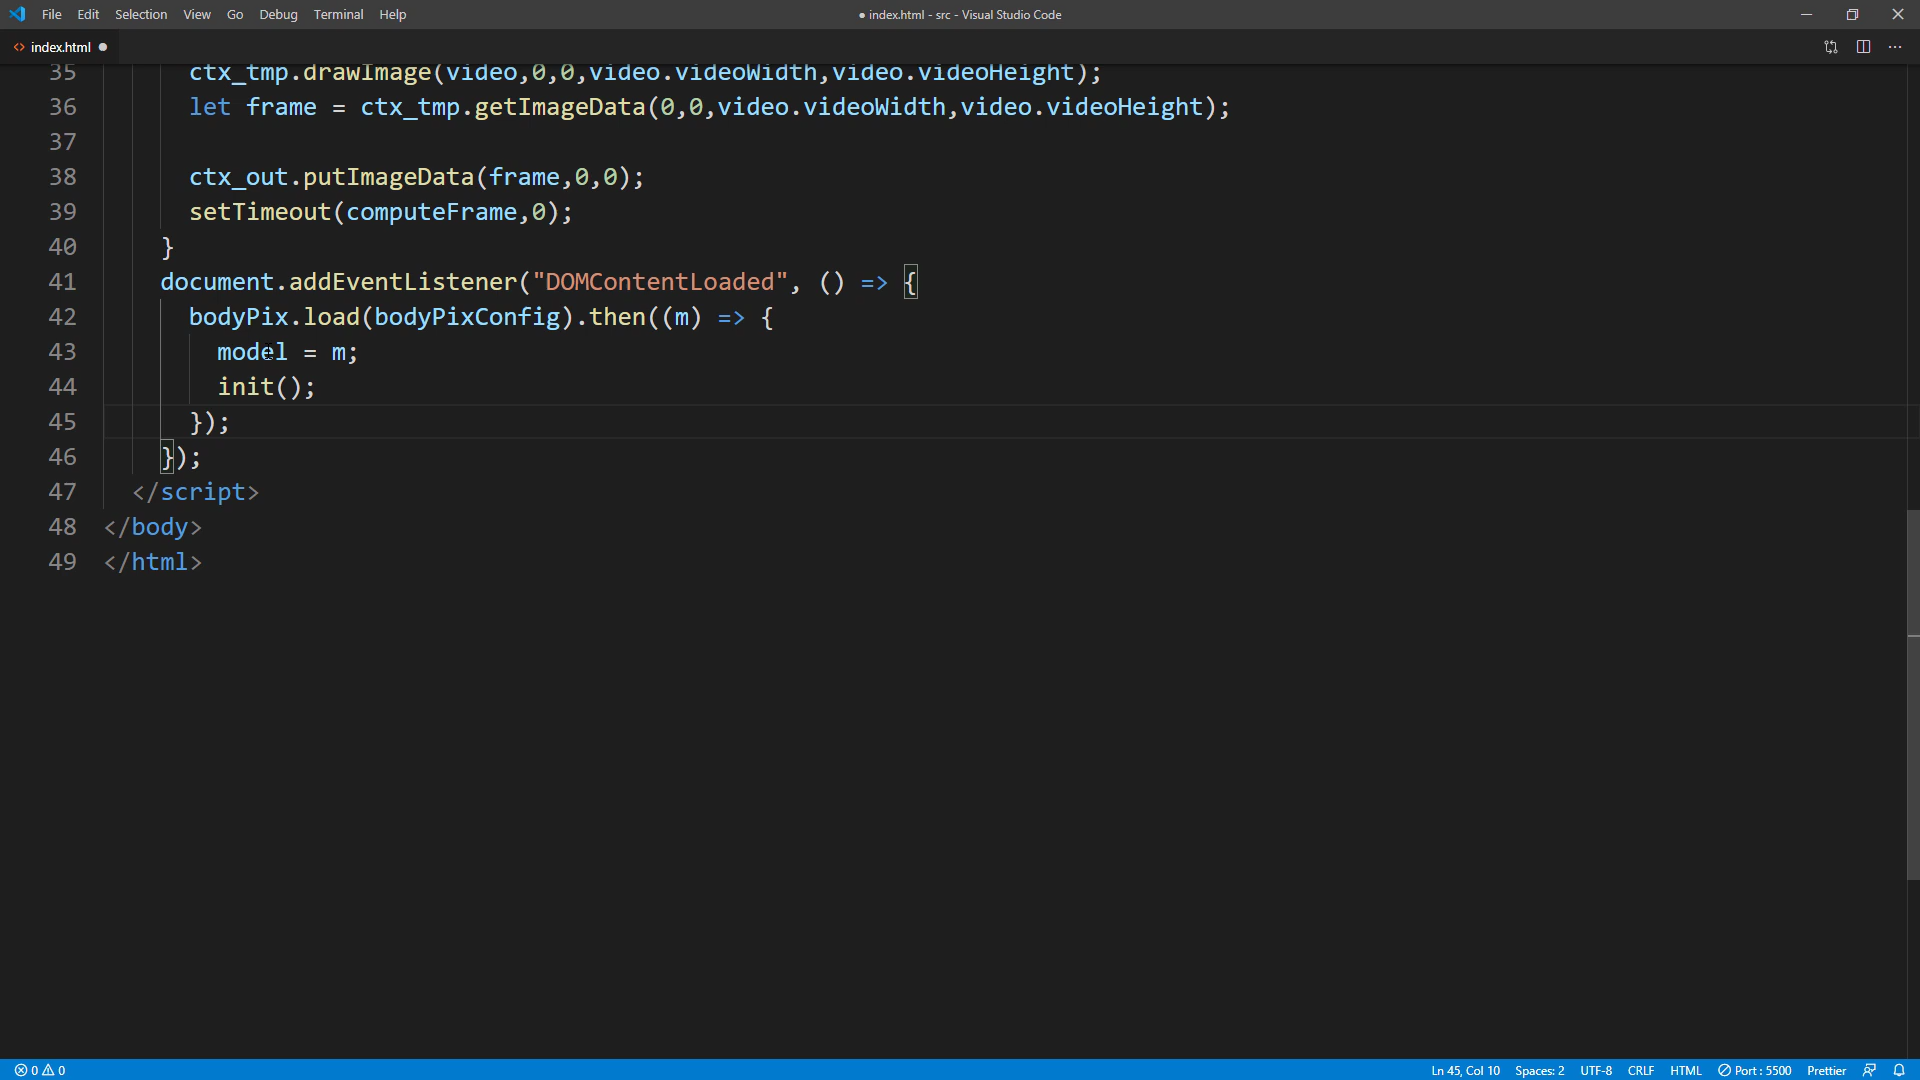 File Edit Selection View Go Debug Terminal Help
● index.html - src - Visual Studio Code
<> index.html ●
35 ctx_tmp.drawImage(video,0,0,video.videoWidth,video.videoHeight);
36 let frame = ctx_tmp.getImageData(0,0,video.videoWidth,video.videoHeight);
37
38 ctx_out.putImageData(frame,0,0);
39 setTimeout(computeFrame,0);
40 }
41 document.addEventListener("DOMContentLoaded", () => {
42 bodyPix.load(bodyPixConfig).then((m) => {
43 model = m;
44 init();
45 });
46 });
47 </script>
48 </body>
49 </html>
0 0 Ln 45, Col 10 Spaces: 2 UTF-8 CRLF HTML Port : 5500 Prettier